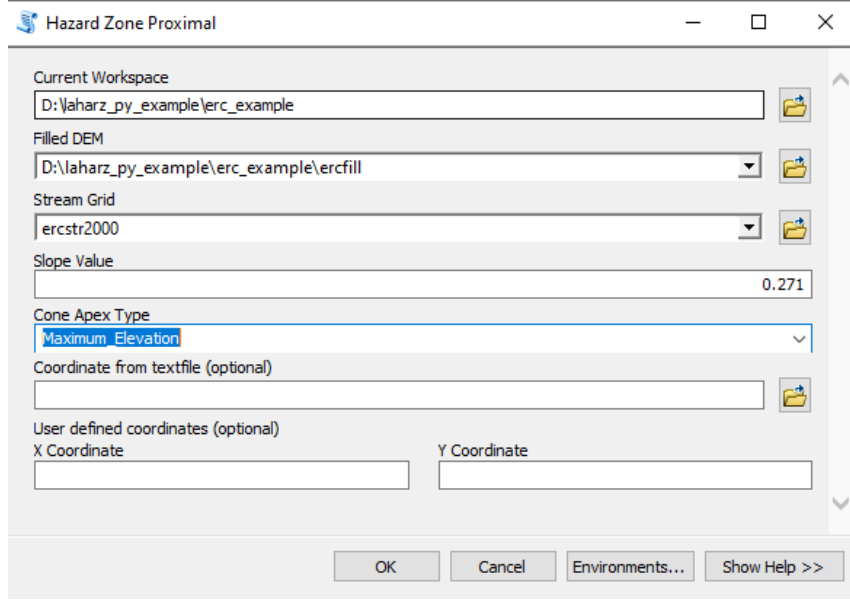 Hazard Zone Proximal
Current Workspace
D:\laharz_py_example\erc_example
Filled DEM
D:\laharz_py_example\erc_example\ercfill
Stream Grid
ercstr2000
Slope Value
0.271
Cone Apex Type
Maximum_Elevation
Coordinate from textfile (optional)
User defined coordinates (optional)
X Coordinate Y Coordinate
OK Cancel Environments... Show Help >>